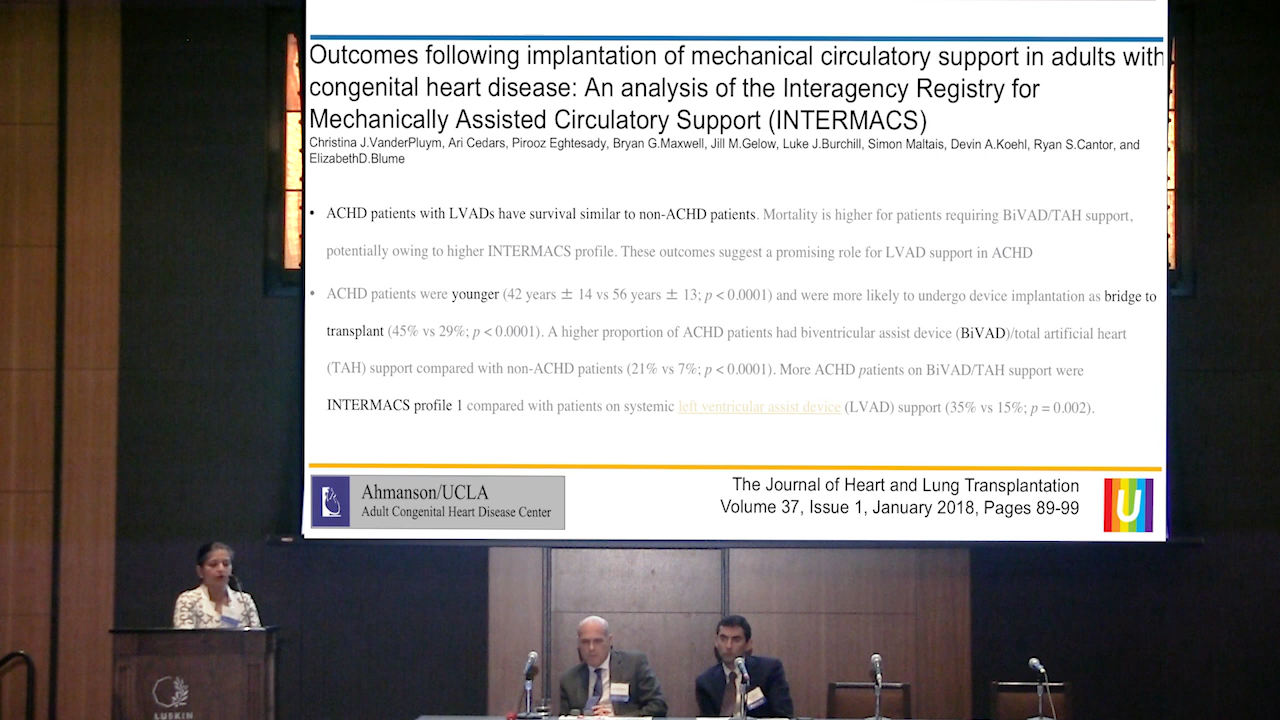 Outcomes following implantation of mechanical circulatory support in adults with
congenital heart disease: An analysis of the Interagency Registry for
Mechanically Assisted Circulatory Support (INTERMACS)
Christina J.VanderPluym, Ari Cedars, Pirooz Eghtesady, Bryan G.Maxwell, Jill M.Gelow, Luke J.Burchill, Simon Maltais, Devin A.Koehl, Ryan S.Cantor, and
ElizabethD.Blume
• ACHD patients with LVADs have survival similar to non-ACHD patients. Mortality is higher for patients requiring BiVAD/TAH support,
potentially owing to higher INTERMACS profile. These outcomes suggest a promising role for LVAD support in ACHD
• ACHD patients were younger (42 years ± 14 vs 56 years ± 13; p < 0.0001) and were more likely to undergo device implantation as bridge to
transplant (45% vs 29%; p < 0.0001). A higher proportion of ACHD patients had biventricular assist device (BiVAD)/total artificial heart
(TAH) support compared with non-ACHD patients (21% vs 7%; p < 0.0001). More ACHD patients on BiVAD/TAH support were
INTERMACS profile 1 compared with patients on systemic left ventricular assist device (LVAD) support (35% vs 15%; p = 0.002).
Ahmanson/UCLA
Adult Congenital Heart Disease Center
The Journal of Heart and Lung Transplantation
Volume 37, Issue 1, January 2018, Pages 89-99
U
LUSKIN